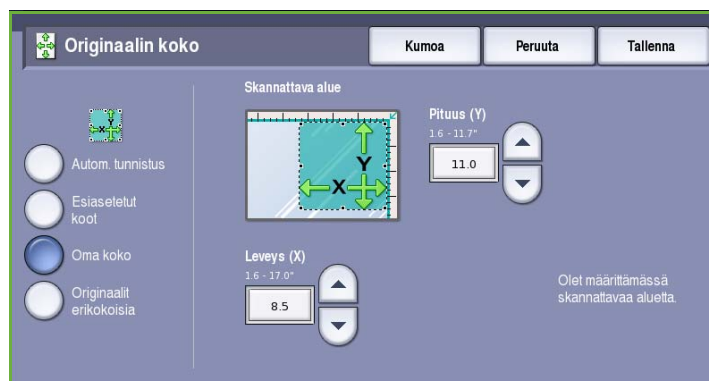 Originaalin koko
Kumoa
Peruuta
Tallenna
Skannattava alue
Pituus (Y)
1.6 - 11.7"
11.0
Y
X
X
Y
Autom. tunnistus
Esiasetetut
koot
Oma koko
Originaalit
erikokoisia
Leveys (X)
1.6 - 17.0"
8.5
Olet määrittämässä
skannattavaa aluetta.